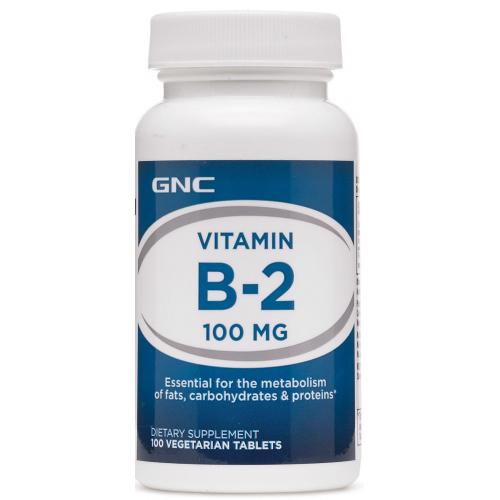 GNC
VITAMIN
B-2
100 MG
Essential for the metabolism
of fats, carbohydrates & proteins*
DIETARY SUPPLEMENT
100 VEGETARIAN TABLETS